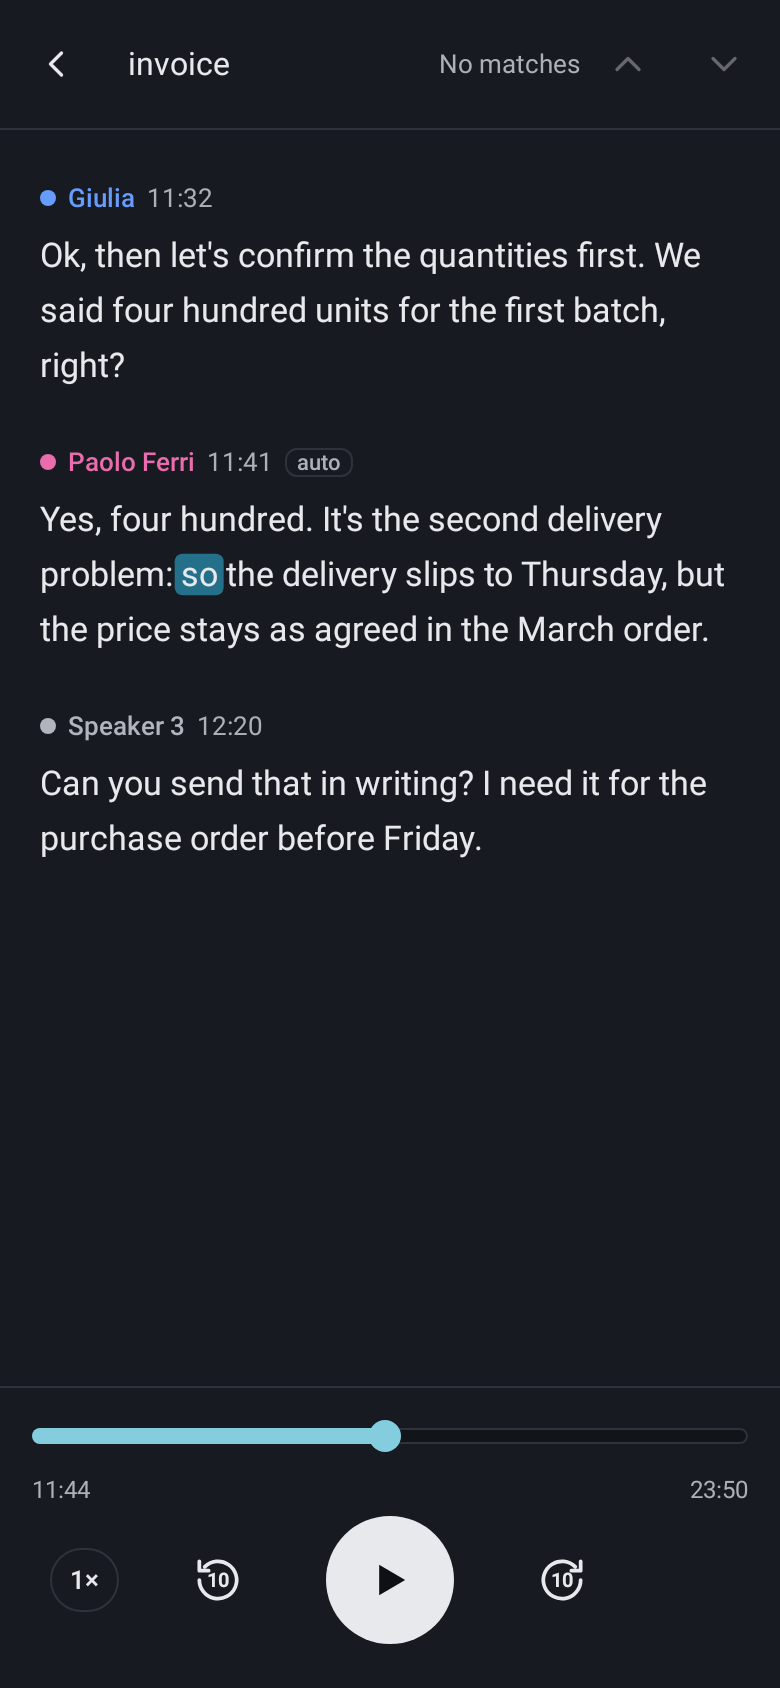 invoice No matches
Giulia 11:32
Ok, then let's confirm the quantities first. We
said four hundred units for the first batch,
right?
Paolo Ferri 11:41 auto
Yes, four hundred. It's the second delivery
problem: so the delivery slips to Thursday, but
the price stays as agreed in the March order.
Speaker 3 12:20
Can you send that in writing? I need it for the
purchase order before Friday.
11:44 23:50
1× 10 10